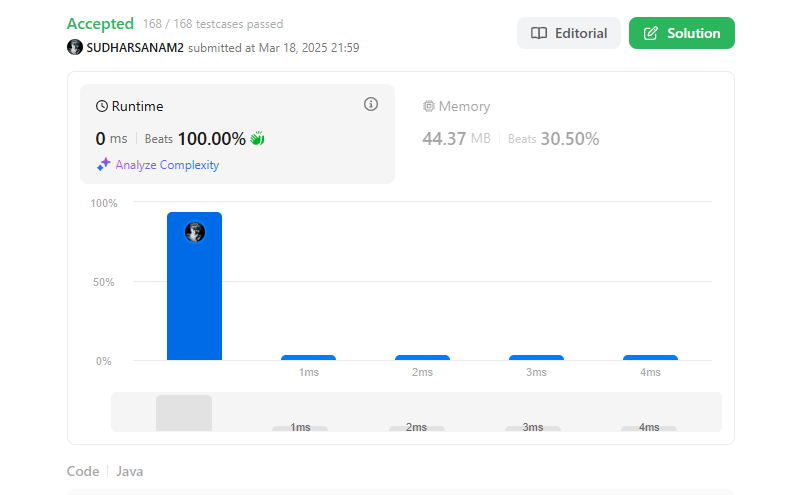 Accepted 168 / 168 testcases passed
SUDHARSANAM2 submitted at Mar 18, 2025 21:59
Editorial
Solution
Runtime
0 ms Beats 100.00%
Analyze Complexity
Memory
44.37 MB Beats 30.50%
100%
50%
0%
1ms 2ms 3ms 4ms
1ms 2ms 3ms 4ms
Code Java